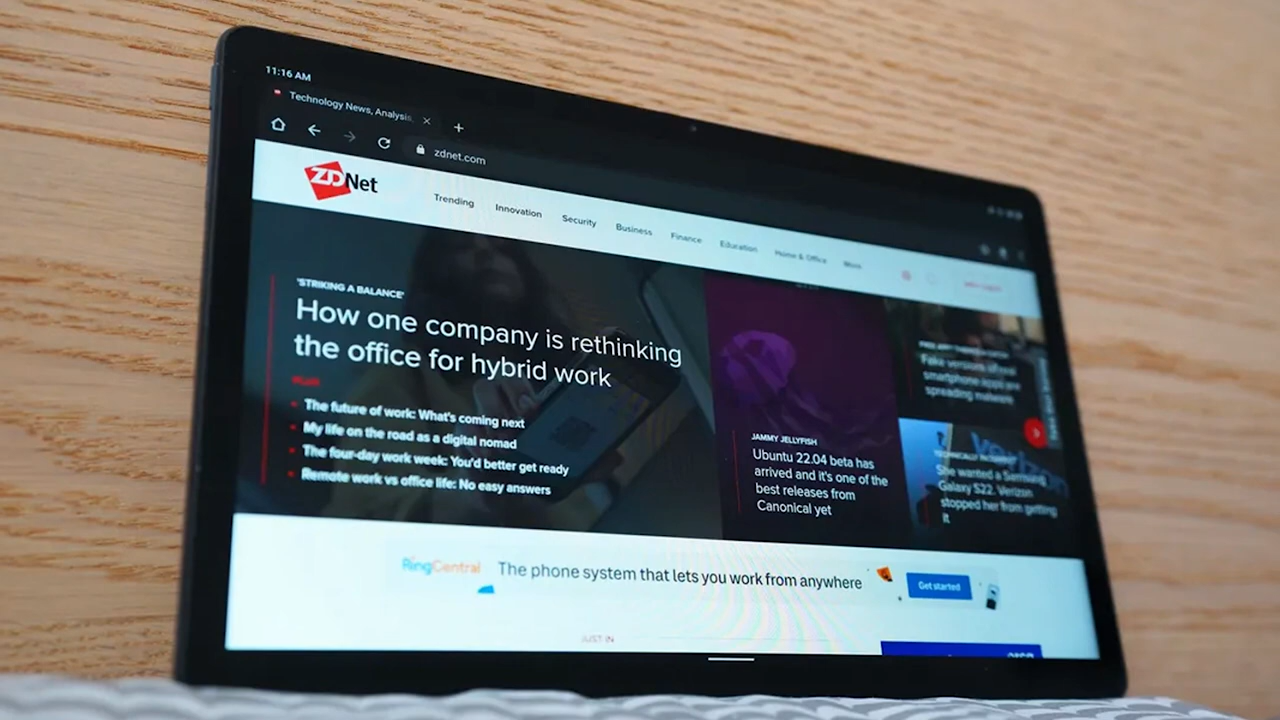 11:16 AM
Technology News, Analysis,
zdnet.com
ZDNet
Trending Innovation Security Business Finance Education Home & Office More
'STRIKING A BALANCE'
How one company is rethinking
the office for hybrid work
PLUS
The future of work: What's coming next
My life on the road as a digital nomad
The four-day work week: You'd better get ready
Remote work vs office life: No easy answers
JAMMY JELLYFISH
Ubuntu 22.04 beta has
arrived and it's one of the
best releases from
Canonical yet
Fake versions of real
smartphone apps are
spreading malware
She wanted a Samsung
Galaxy S22. Verizon
stopped her from getting
it
RingCentral The phone system that lets you work from anywhere Get started
JUST IN